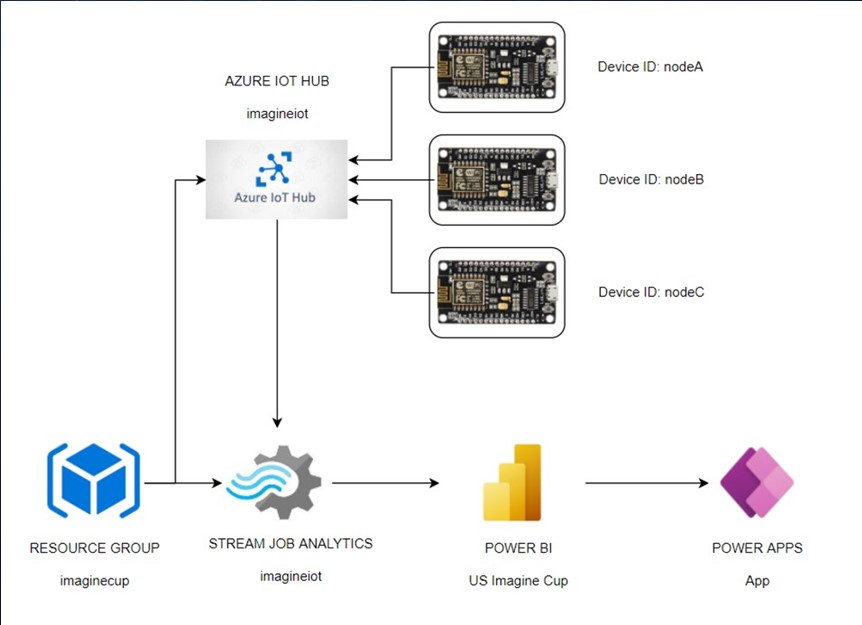 AZURE IOT HUB
imagineiot
Azure IoT Hub
Device ID: nodeA
Device ID: nodeB
Device ID: nodeC
RESOURCE GROUP
imaginecup
STREAM JOB ANALYTICS
imagineiot
POWER BI
US Imagine Cup
POWER APPS
App